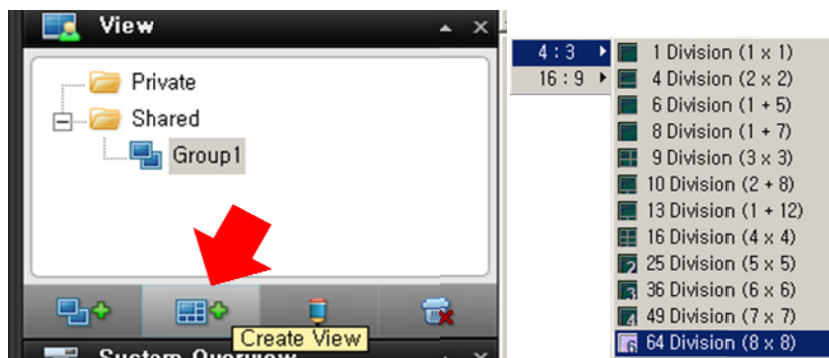 View
Private
Shared
Group1
Create View
System Overview
4 : 3
16 : 9
1 Division (1 x 1)
4 Division (2 x 2)
6 Division (1 + 5)
8 Division (1 + 7)
9 Division (3 x 3)
10 Division (2 + 8)
13 Division (1 + 12)
16 Division (4 x 4)
25 Division (5 x 5)
36 Division (6 x 6)
49 Division (7 x 7)
64 Division (8 x 8)